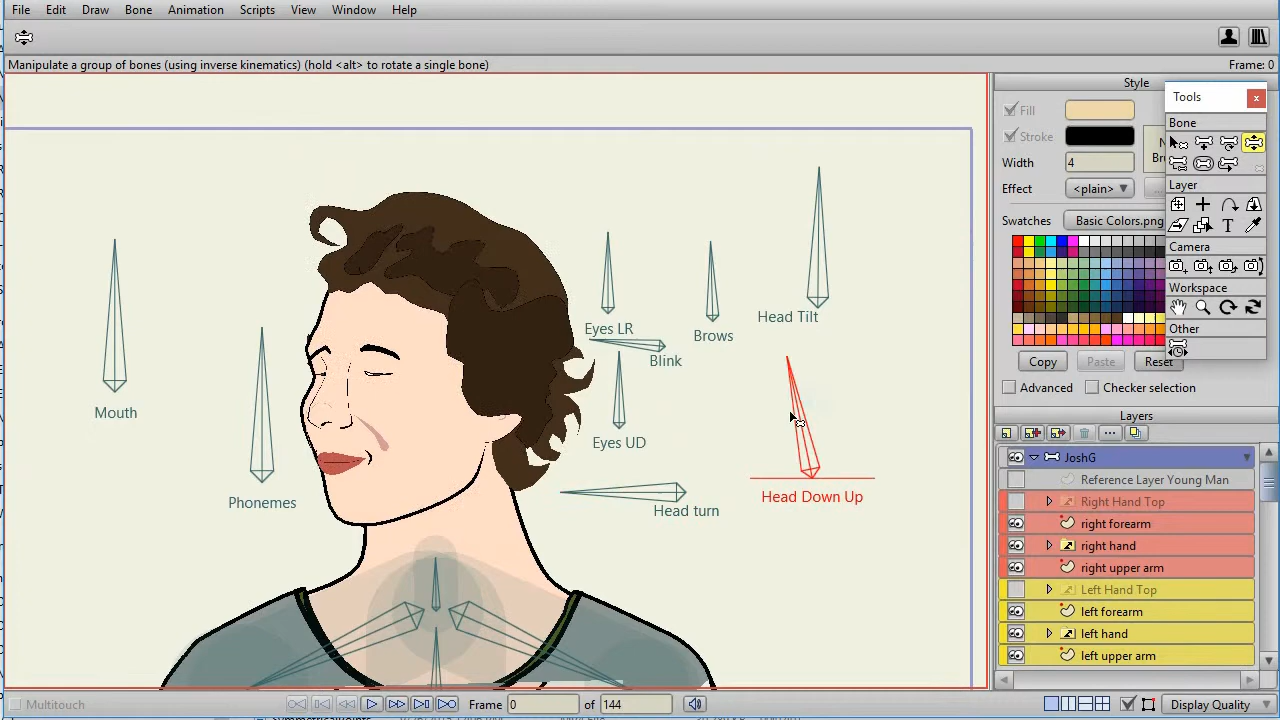 File Edit Draw Bone Animation Scripts View Window Help
Manipulate a group of bones (using inverse kinematics) (hold <alt> to rotate a single bone)
Frame: 0
Style
Fill
Stroke
Width
4
Effect
<plain>
Swatches
Basic Colors.png
Copy
Paste
Reset
Advanced
Checker selection
Tools
Bone
Layer
Camera
Workspace
Other
Head Tilt
Eyes LR
Brows
Blink
Mouth
Eyes UD
Phonemes
Head turn
Head Down Up
Layers
JoshG
Reference Layer Young Man
Right Hand Top
right forearm
right hand
right upper arm
Left Hand Top
left forearm
left hand
left upper arm
Multitouch
Frame 0 of 144
Display Quality